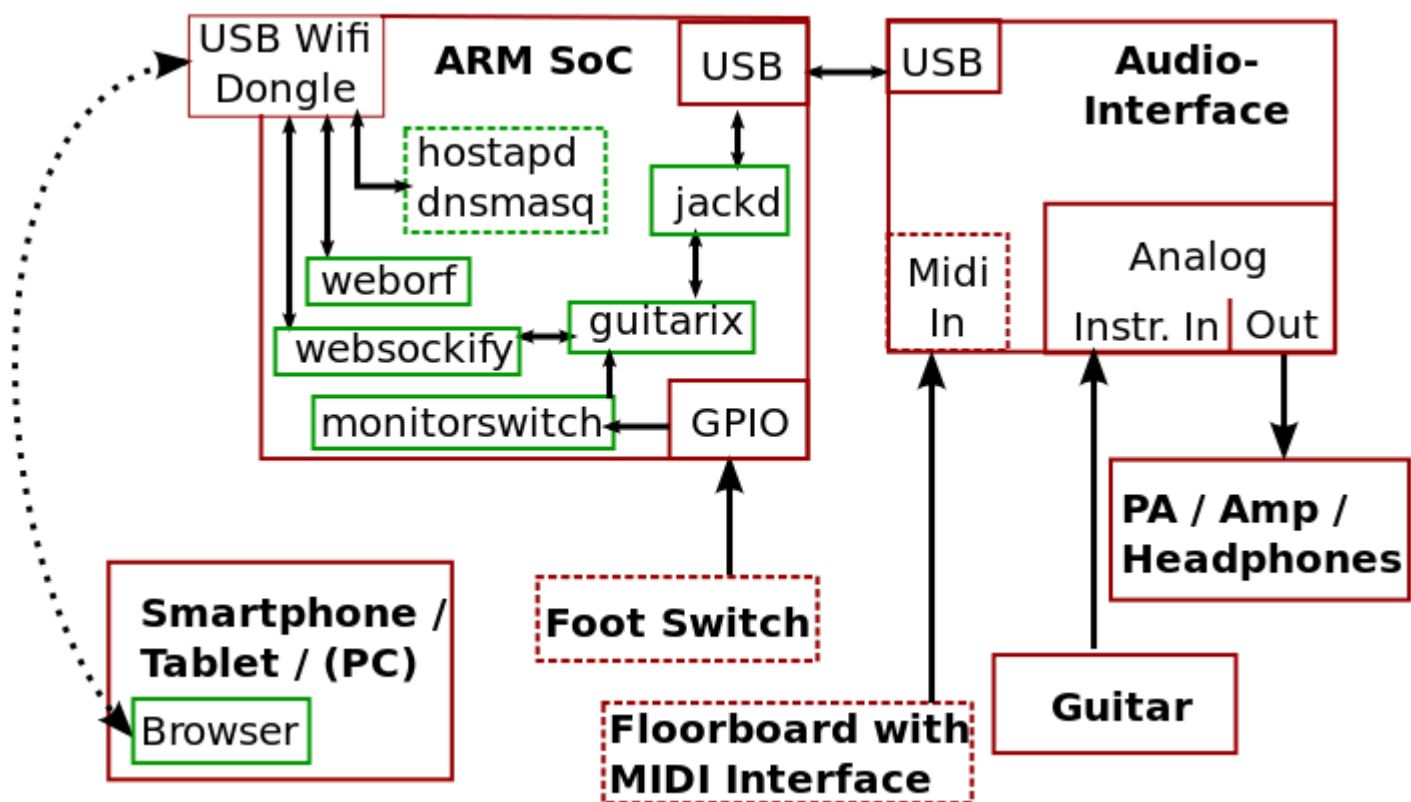 USB Wifi
Dongle
ARM SoC
USB
USB
Audio-
Interface
hostapd
dnsmasq
jackd
weborf
guitarix
websockify
monitorswitch
GPIO
Midi
In
Analog
Instr. In
Out
PA / Amp /
Headphones
Smartphone /
Tablet / (PC)
Browser
Foot Switch
Floorboard with
MIDI Interface
Guitar